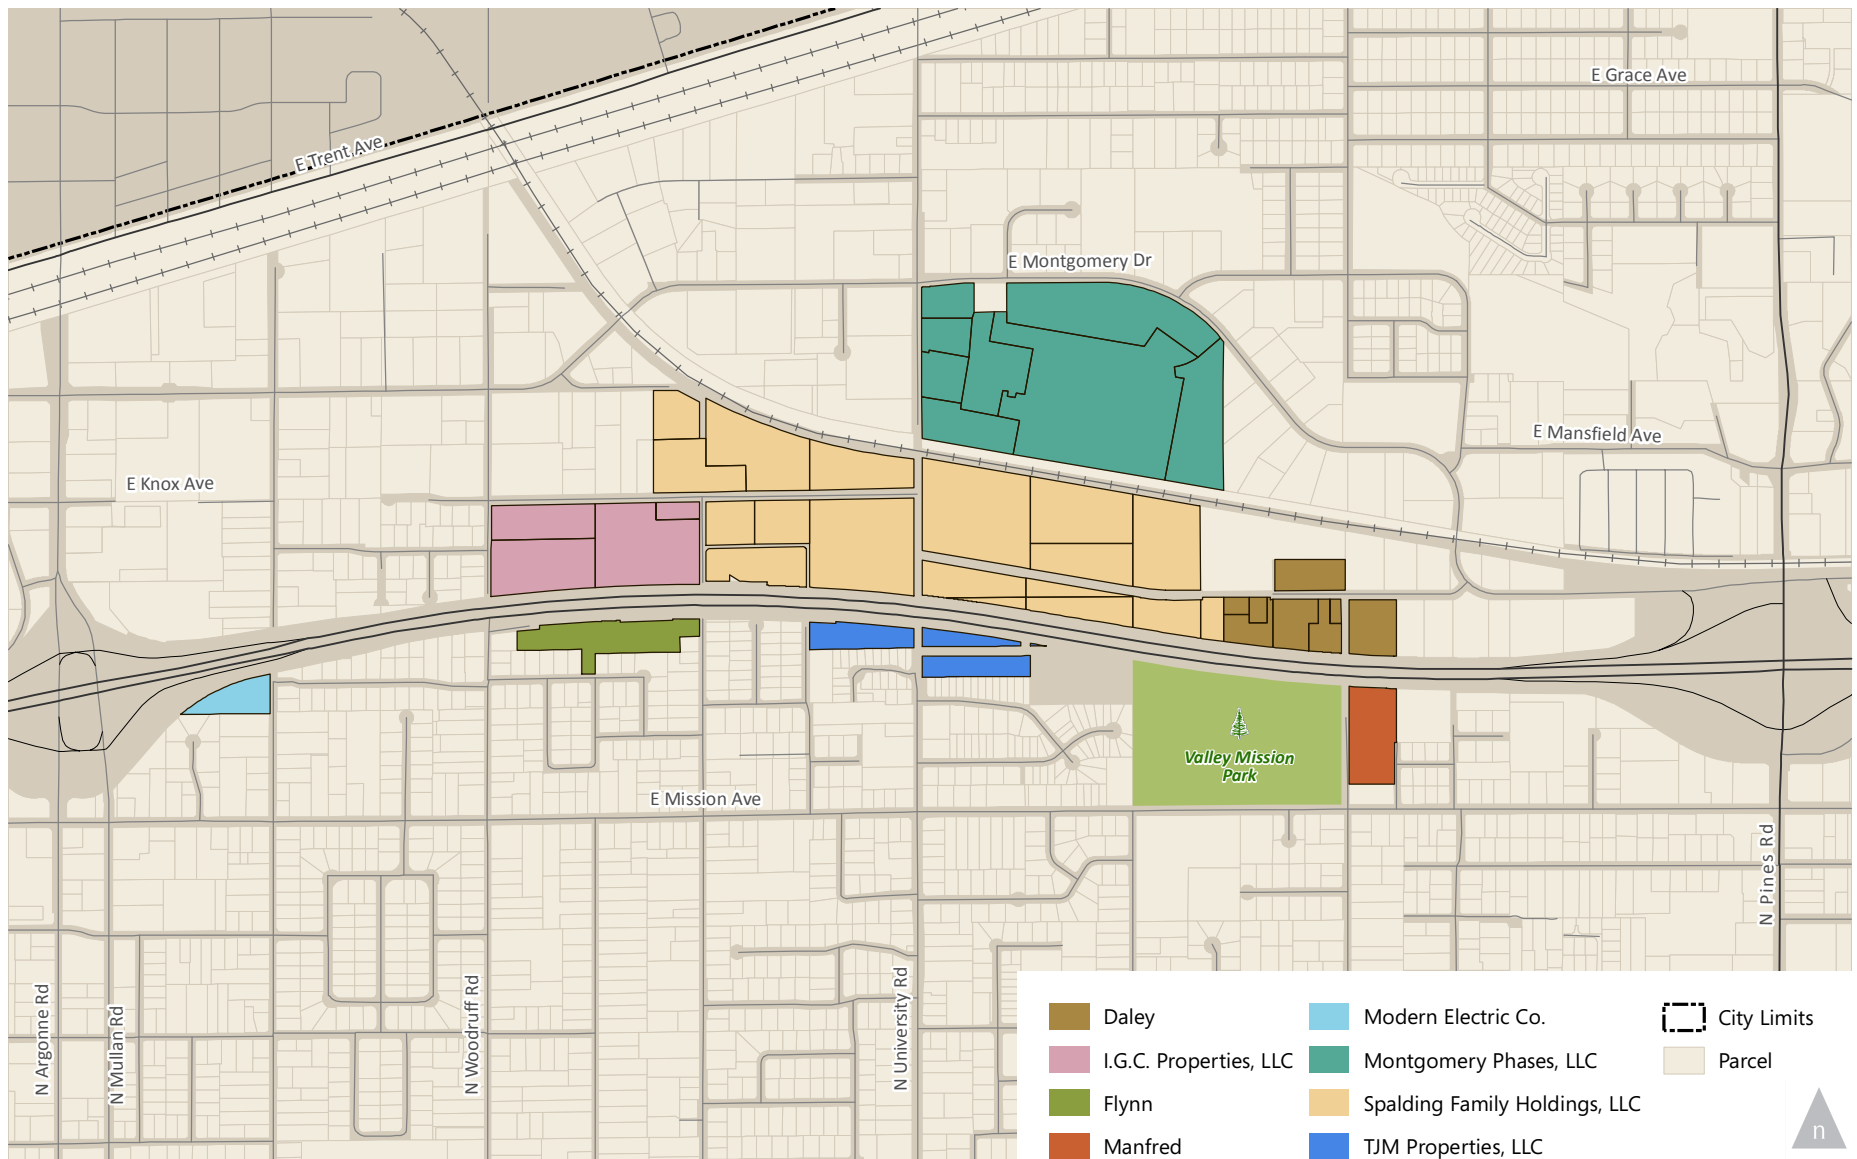 E Grace Ave
E Trent Ave
E Montgomery Dr
E Mansfield Ave
E Knox Ave
Valley Mission
Park
E Mission Ave
N Pines Rd
N Argonne Rd
N Mullan Rd
N Woodruff Rd
N University Rd
Daley
I.G.C. Properties, LLC
Flynn
Manfred
Modern Electric Co.
Montgomery Phases, LLC
Spalding Family Holdings, LLC
TJM Properties, LLC
City Limits
Parcel
n